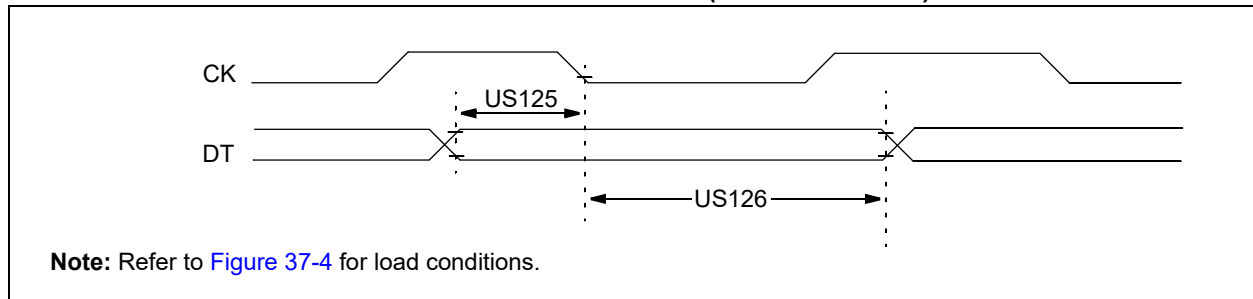 CK
US125
DT
US126
Note: Refer to Figure 37-4 for load conditions.